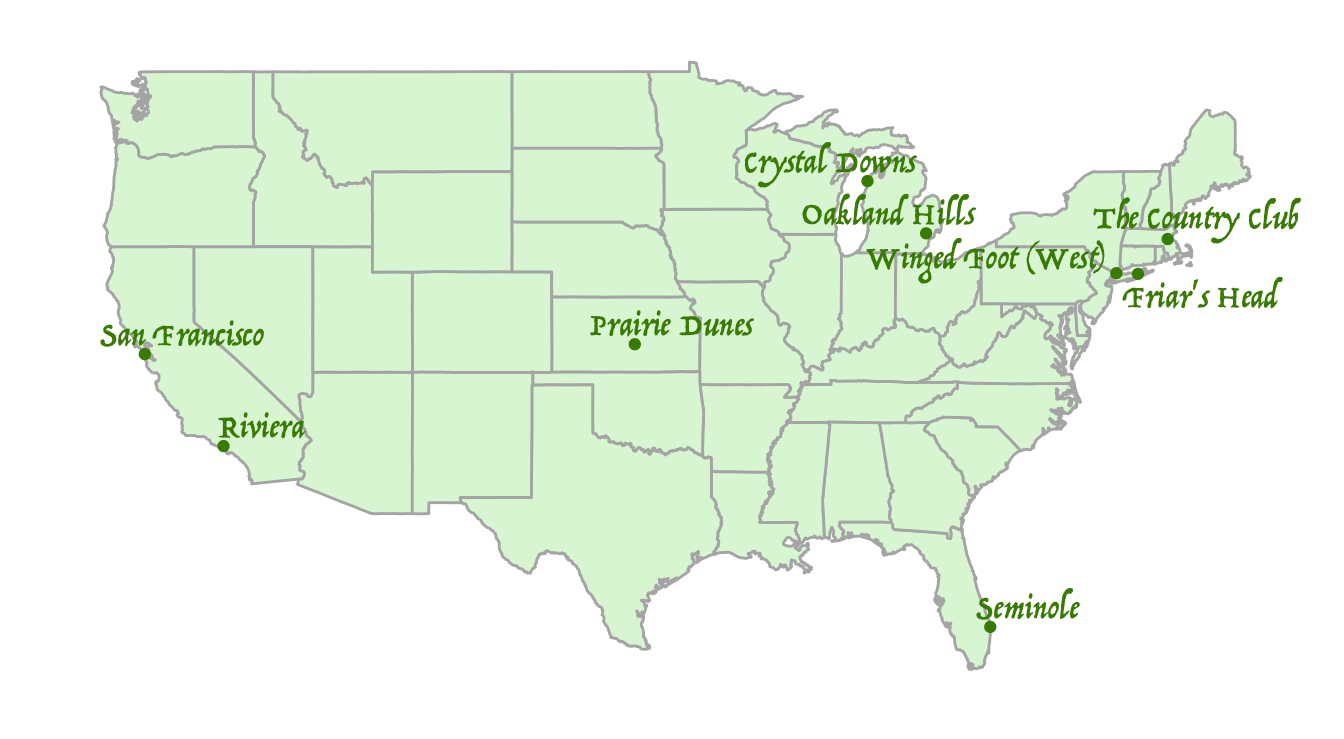 Crystal Downs
Oakland Hills
The Country Club
Winged Foot (West)
Friar's Head
San Francisco
Prairie Dunes
Riviera
Seminole